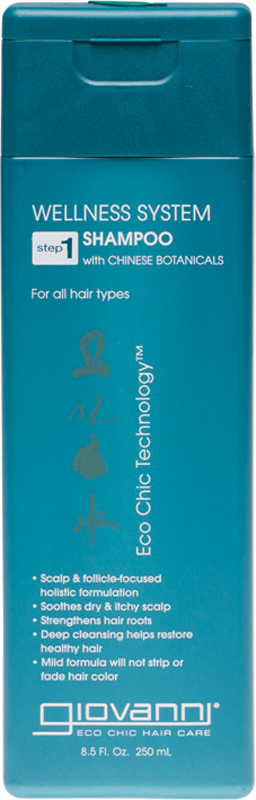 WELLNESS SYSTEM
step 1 SHAMPOO
with CHINESE BOTANICALS
For all hair types
Eco Chic Technology™
• Scalp & follicle-focused
holistic formulation
• Soothes dry & itchy scalp
• Strengthens hair roots
• Deep cleansing helps restore
healthy hair
• Mild formula will not strip or
fade hair color
giovanni®
ECO CHIC HAIR CARE
8.5 Fl. Oz. 250 mL